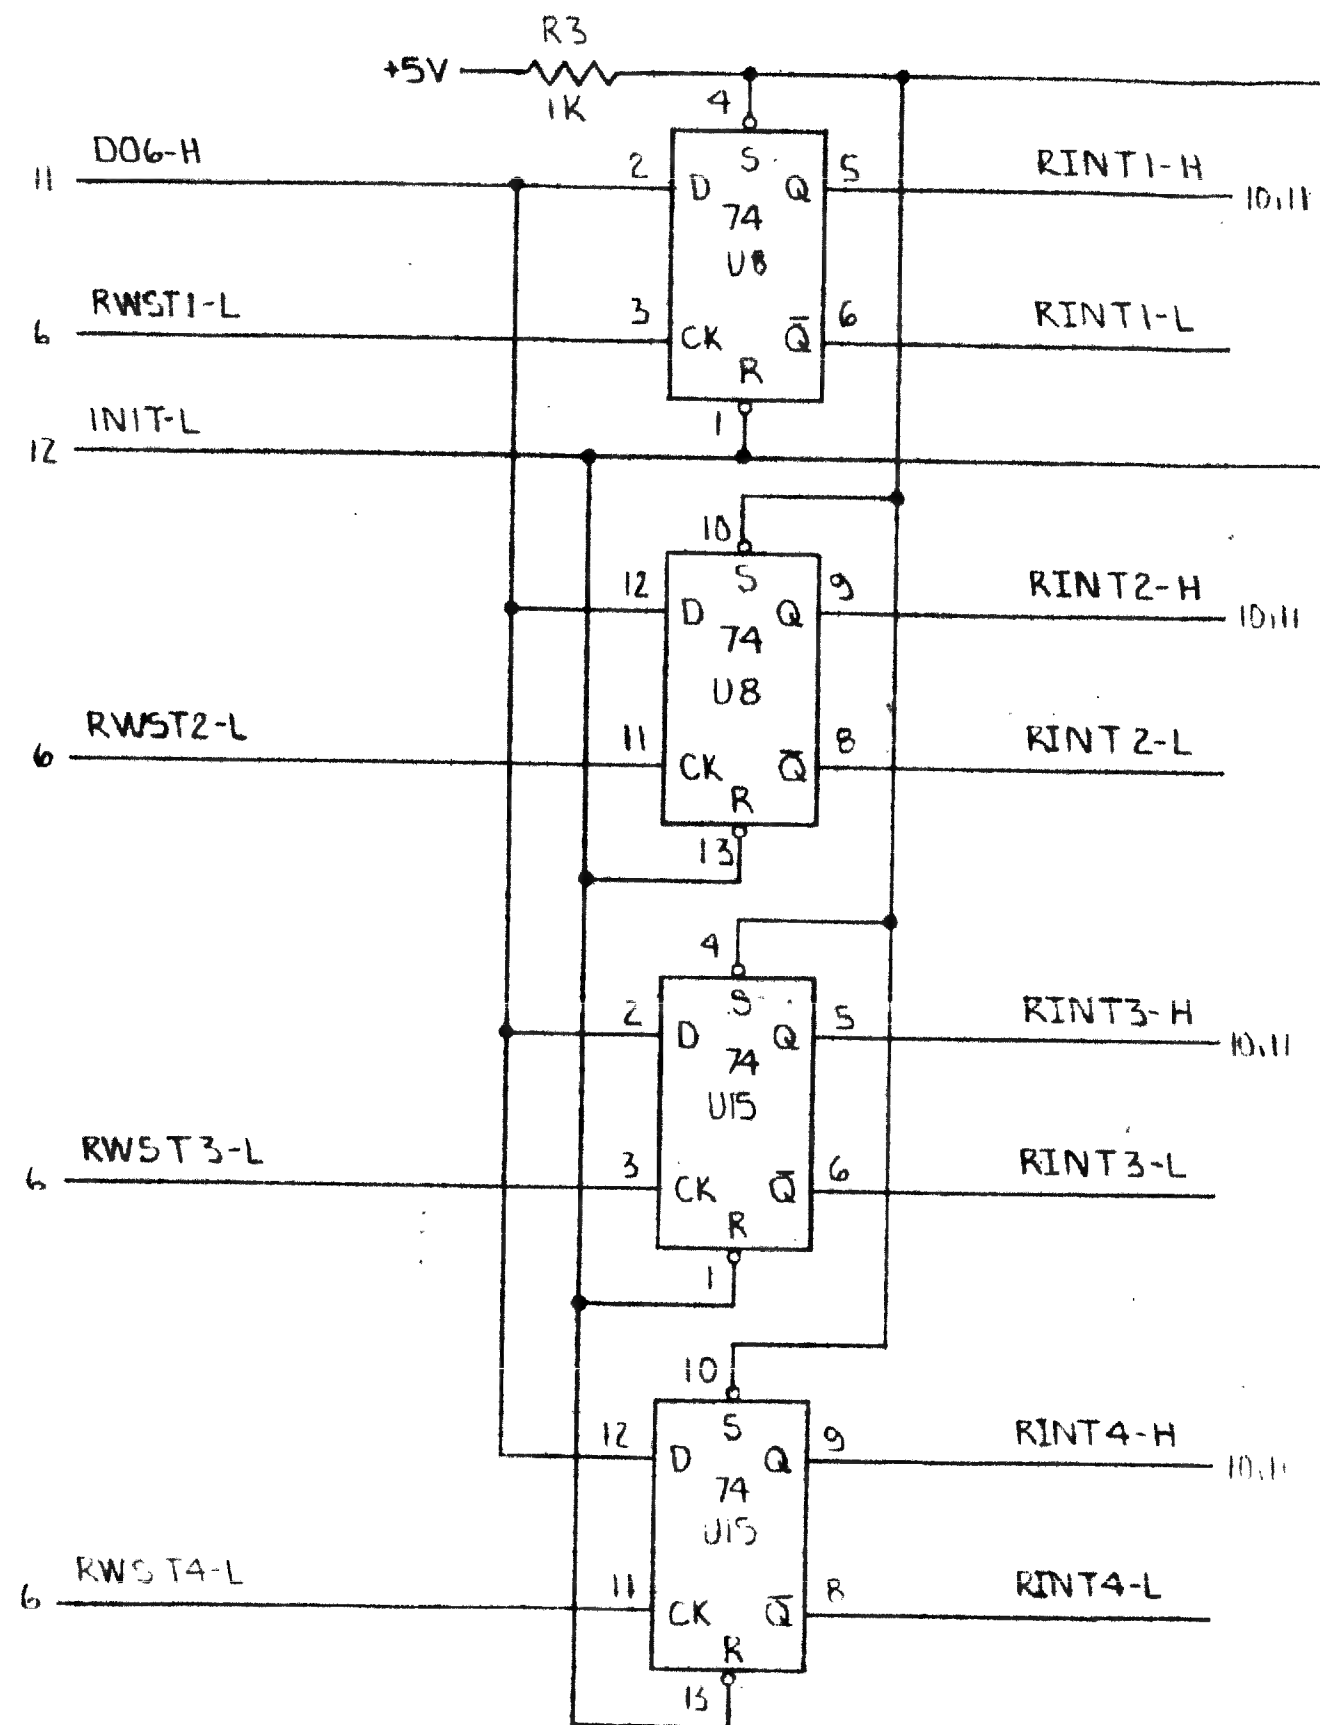 R3
+5V
1K
4
DO6-H
2
S
5
RINT1-H
11
D
Q
10,11
74
U8
RWST1-L
3
6
RINT1-L
6
CK
Q̅
R
INIT-L
1
12
10
S
12
9
RINT2-H
D
Q
10,11
74
U8
RWST2-L
11
8
RINT2-L
6
CK
Q̅
R
13
4
S
2
5
RINT3-H
D
Q
10,11
74
U15
RWST3-L
3
6
RINT3-L
6
CK
Q̅
R
1
10
S
12
9
RINT4-H
D
Q
10,11
74
U15
RWST4-L
11
8
RINT4-L
6
CK
Q̅
R
13